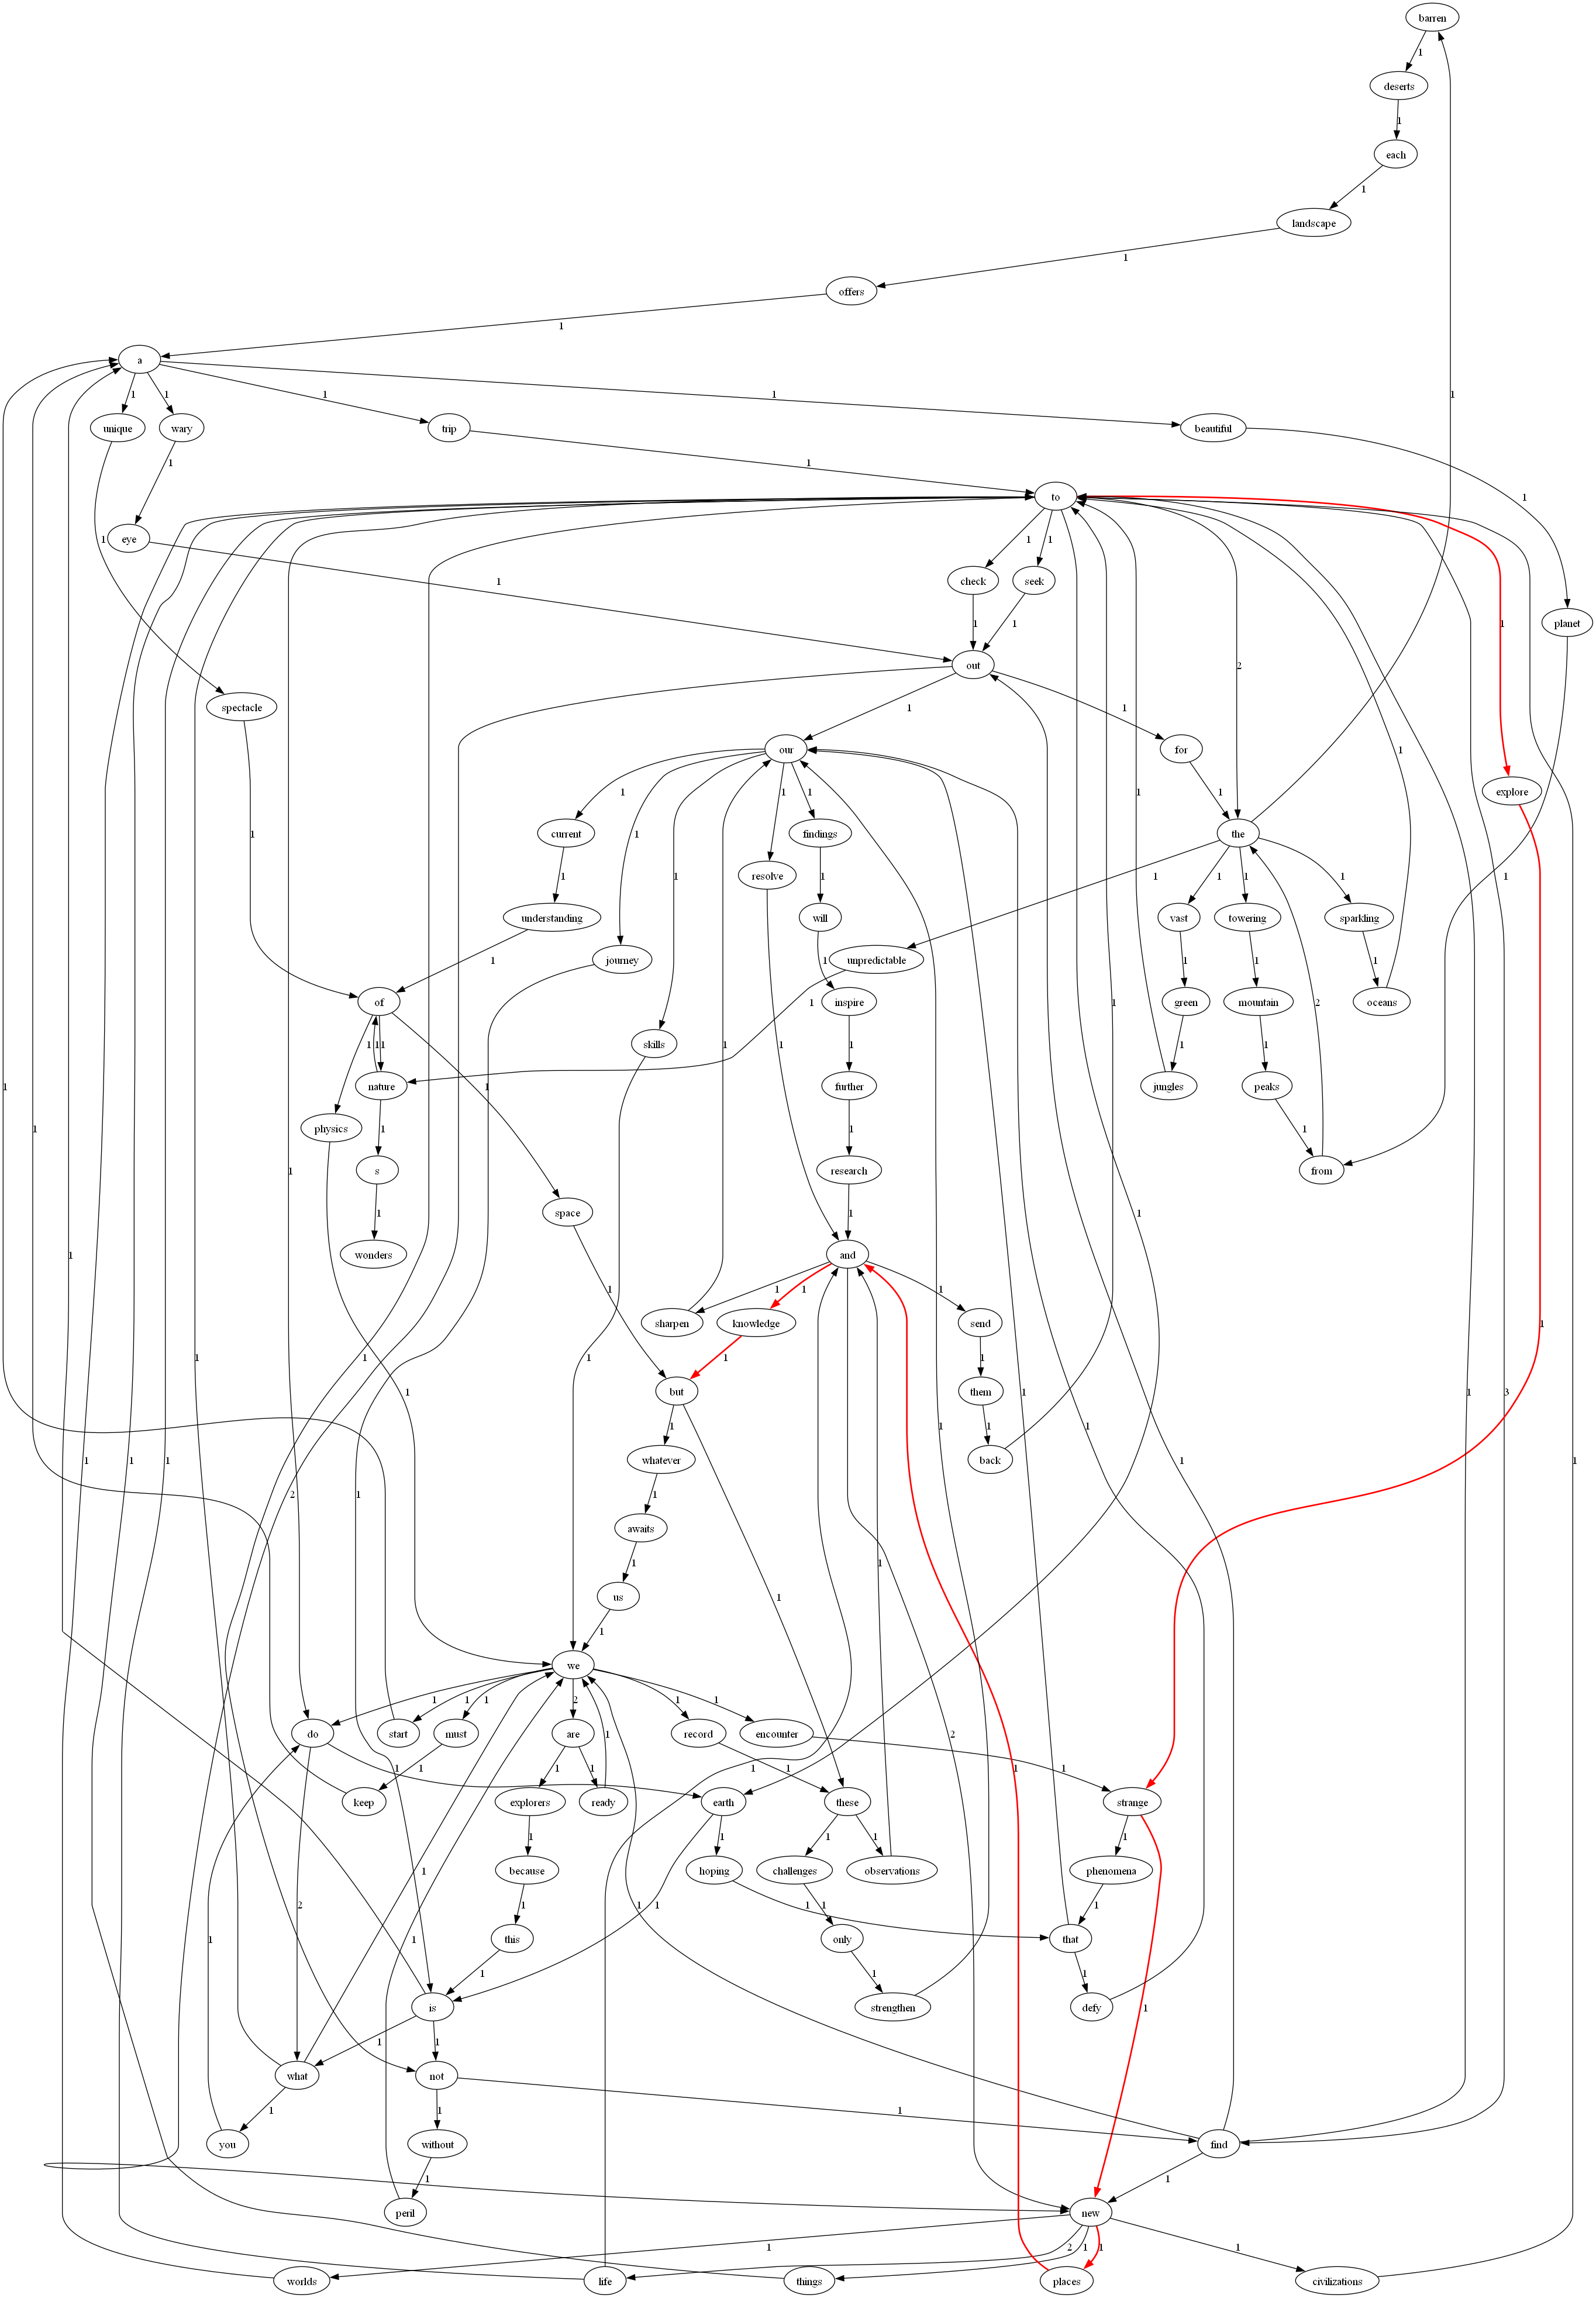 barren
1
deserts
1
each
1
landscape
1
offers
1
a
1 1 1 1
unique wary trip beautiful
1 1 1
to
eye
1 1 1 1
check seek
1 1 1 1 2 1
planet
out
spectacle
1 1
our for
1 1 1 1 1 1
explore
current findings the
1 1 1 1 1 1 1 1
resolve
understanding will vast towering sparkling
1 1 1 1 1
journey unpredictable
of inspire green mountain oceans
1 1 1 1 1 1 2
skills
nature further jungles peaks
1 1 1 1 1 1 1
physics
s research from
1 1
space
wonders and
1 1 1 1
sharpen knowledge send
1 1 1
but them
1 1 1
whatever back
1
awaits
us
1 1
we
1 1 1 2 1 1
do start must are record encounter
1 1 1 1 1 1
keep explorers ready earth these strange
1 1 1 1 1
because hoping challenges observations phenomena
1 1 1 1
this only that
1 1 1
is strengthen defy
1 1
what not
1 1 1
you without find
1 1
peril new
1 2 1 1 1
worlds life things places civilizations